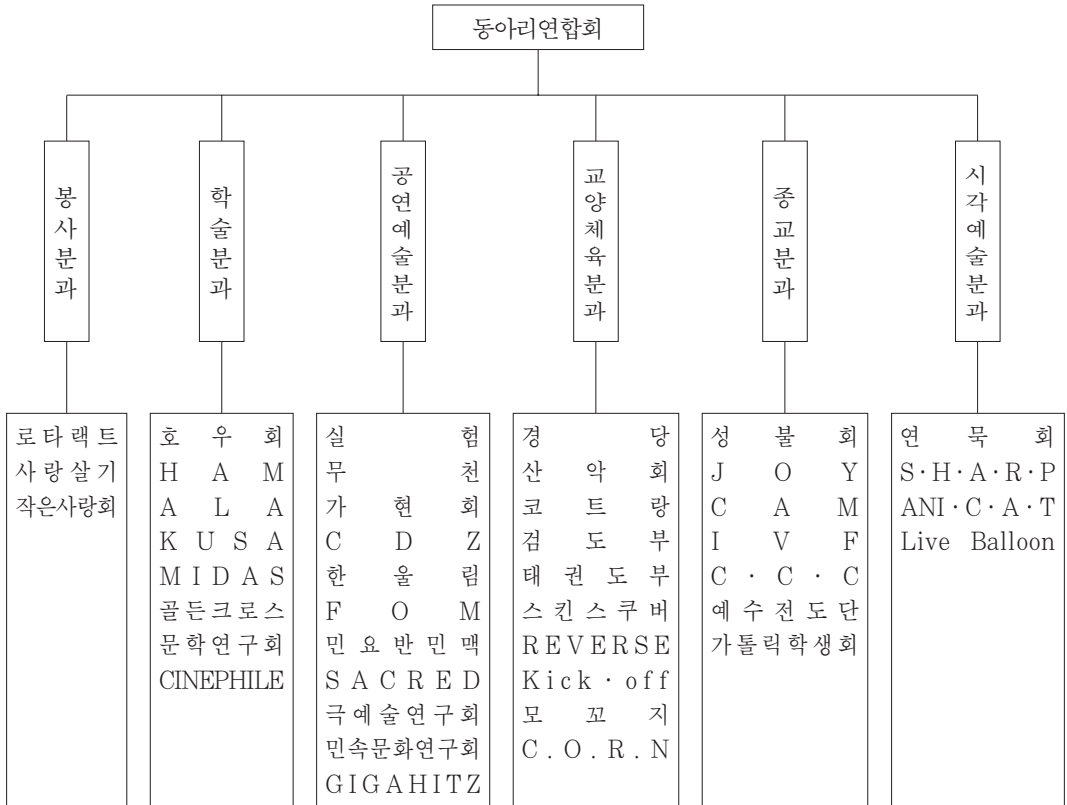 동아리연합회
봉사분과
학술분과
공연예술분과
교양체육분과
종교분과
시각예술분과
로타랙트
사랑살기
작은사랑회
호우회
HAM
ALA
KUSA
MIDAS
골든크로스
문학연구회
CINEPHILE
실험
무천
가현회
CDZ
한울림
FOM
민요반민맥
SACRED
극예술연구회
민속문화연구회
GIGAHITZ
경당
산악회
코트랑
검도부
태권도부
스킨스쿠버
REVERSE
Kick·off
모꼬지
C.O.R.N
성불회
JOY
CAM
IVF
C·C·C
예수전도단
가톨릭학생회
연묵회
S·H·A·R·P
ANI·C·A·T
Live Balloon